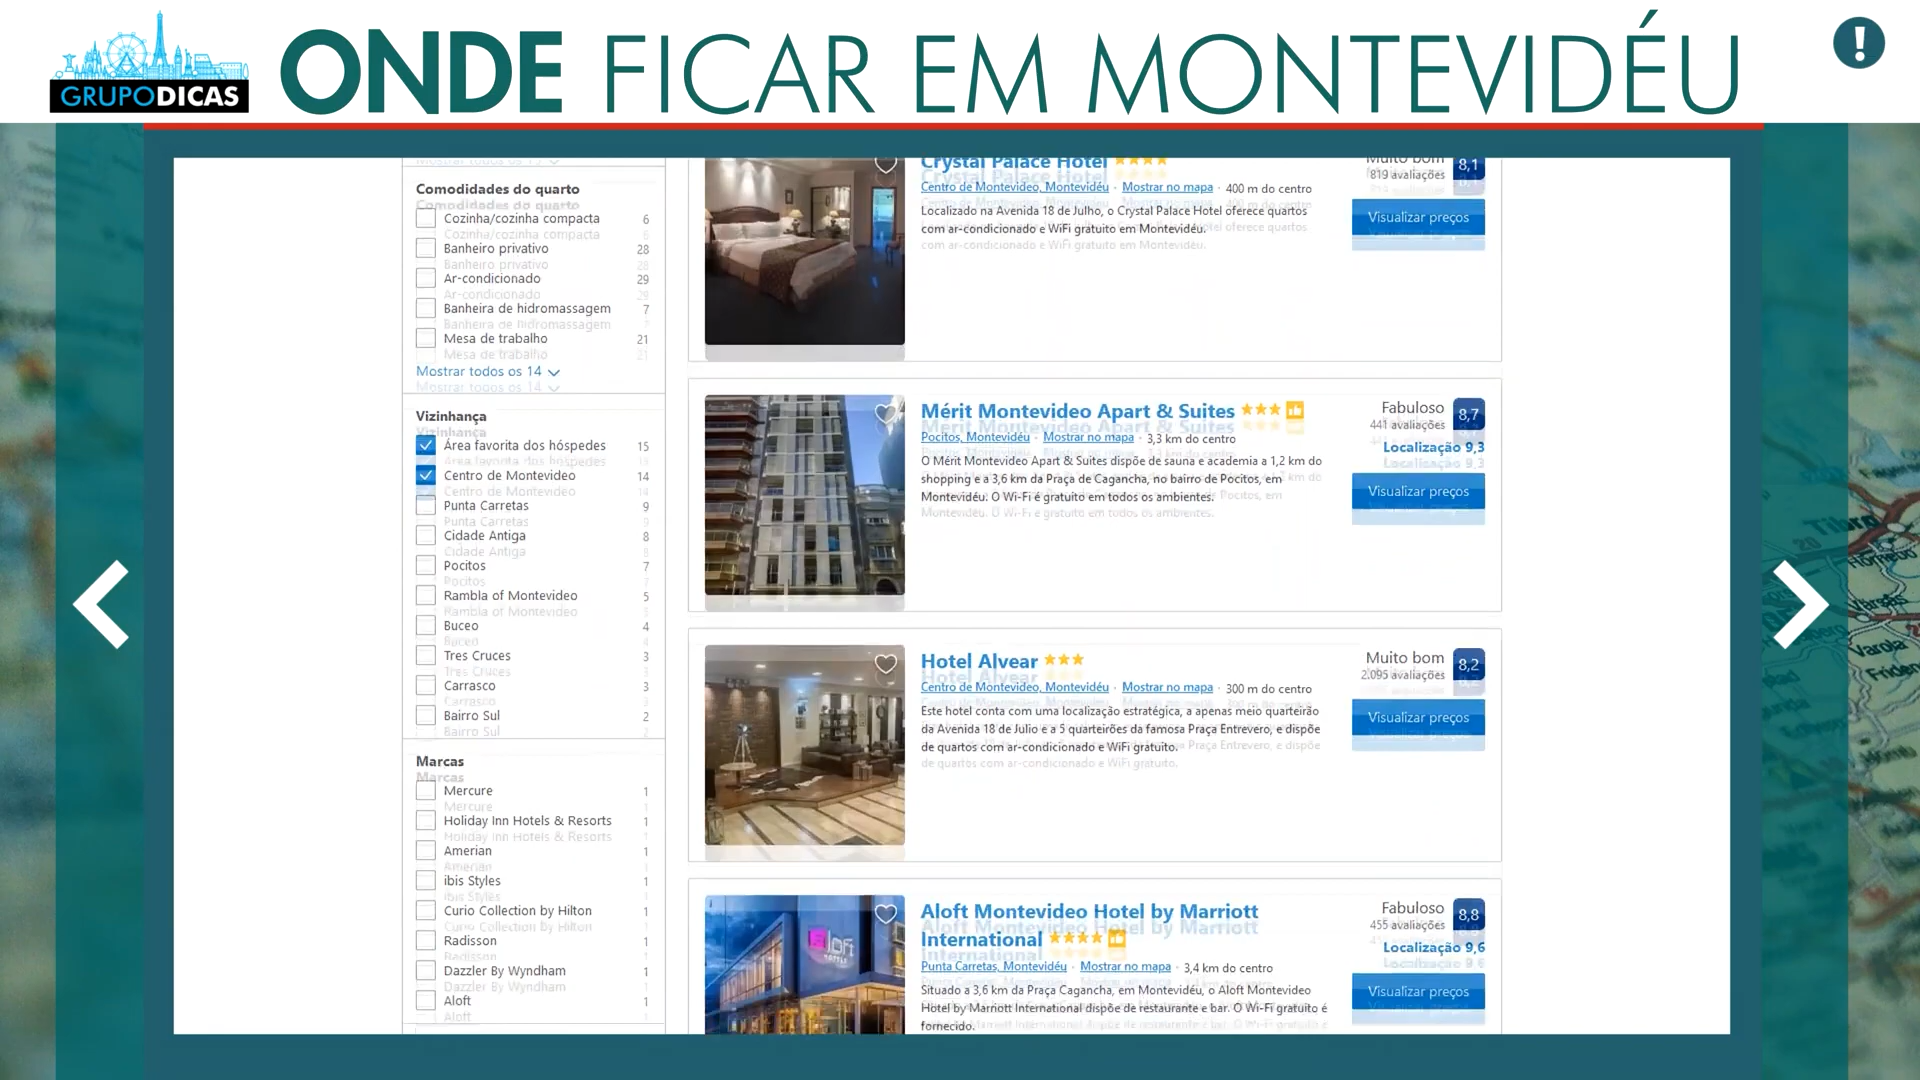 GRUPODICAS
ONDE FICAR EM MONTEVIDÉU
!
Mostrar todos os 15
Comodidades do quarto
Cozinha/cozinha compacta 6
Banheiro privativo 28
Ar-condicionado 29
Banheira de hidromassagem 7
Mesa de trabalho 21
Mostrar todos os 14
Vizinhança
Área favorita dos hóspedes 15
Centro de Montevideo 14
Punta Carretas 9
Cidade Antiga 8
Pocitos 7
Rambla of Montevideo 5
Buceo 4
Tres Cruces 3
Carrasco 3
Bairro Sul 2
Marcas
Mercure 1
Holiday Inn Hotels & Resorts 1
Amerian 1
ibis Styles 1
Curio Collection by Hilton 1
Radisson 1
Dazzler By Wyndham 1
Aloft 1
Crystal Palace Hotel
Muito bom 8,1
819 avaliações
Centro de Montevideo, Montevidéu · Mostrar no mapa · 400 m do centro
Localizado na Avenida 18 de Julho, o Crystal Palace Hotel oferece quartos
com ar-condicionado e WiFi gratuito em Montevidéu.
Visualizar preços
Mérit Montevideo Apart & Suites
Fabuloso 8,7
441 avaliações
Localização 9,3
Pocitos, Montevidéu · Mostrar no mapa · 3,3 km do centro
O Mérit Montevideo Apart & Suites dispõe de sauna e academia a 1,2 km do
shopping e a 3,6 km da Praça de Cagancha, no bairro de Pocitos, em
Montevidéu. O Wi-Fi é gratuito em todos os ambientes.
Visualizar preços
Hotel Alvear
Muito bom 8,2
2.095 avaliações
Centro de Montevideo, Montevidéu · Mostrar no mapa · 300 m do centro
Este hotel conta com uma localização estratégica, a apenas meio quarteirão
da Avenida 18 de Julio e a 5 quarteirões da famosa Praça Entrevero, e dispõe
de quartos com ar-condicionado e WiFi gratuito.
Visualizar preços
aloft
HOTELS
Aloft Montevideo Hotel by Marriott
International
Fabuloso 8,8
455 avaliações
Localização 9,6
Punta Carretas, Montevidéu · Mostrar no mapa · 3,4 km do centro
Situado a 3,6 km da Praça Cagancha, em Montevidéu, o Aloft Montevideo
Hotel by Marriott International dispõe de restaurante e bar. O Wi-Fi gratuito é
fornecido.
Visualizar preços
Vargas
Varola